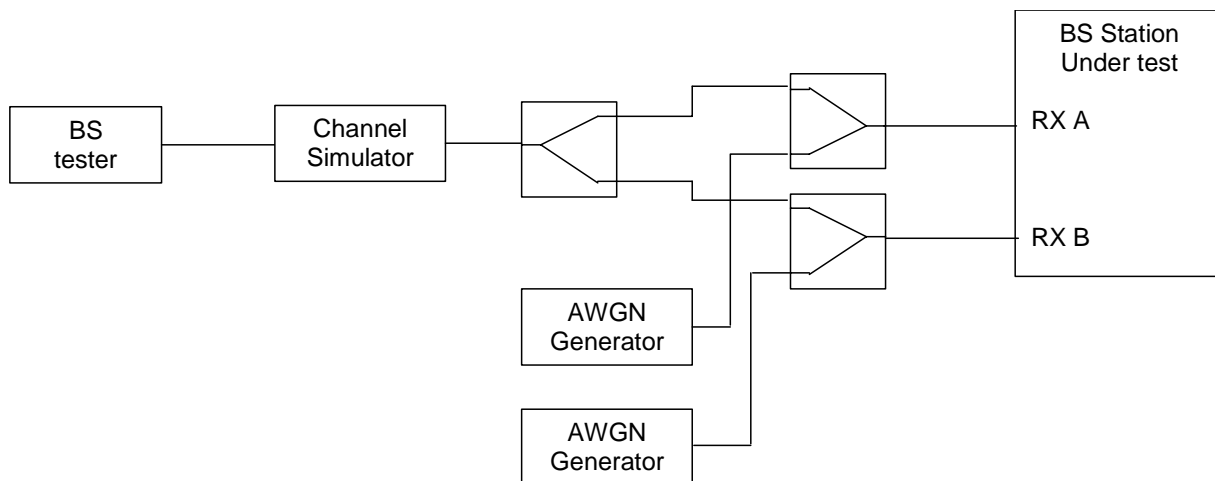 BS
tester
Channel
Simulator
BS Station
Under test
RX A
RX B
AWGN
Generator
AWGN
Generator